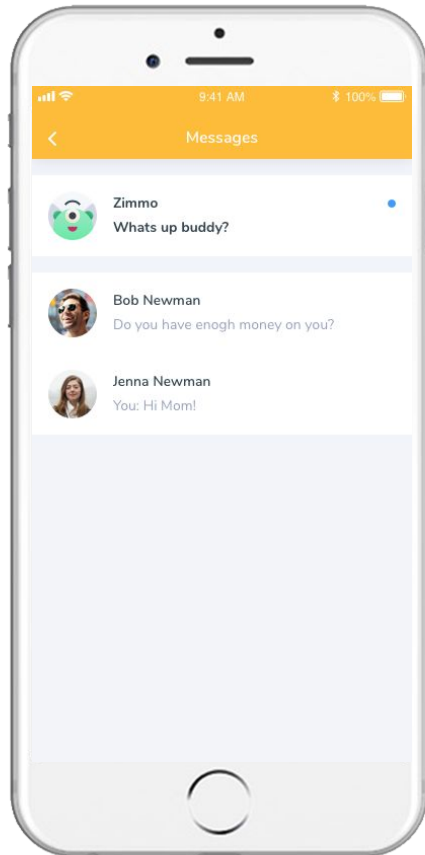 9:41 AM
100%
Messages
Zimmo
Whats up buddy?
Bob Newman
Do you have enogh money on you?
Jenna Newman
You: Hi Mom!